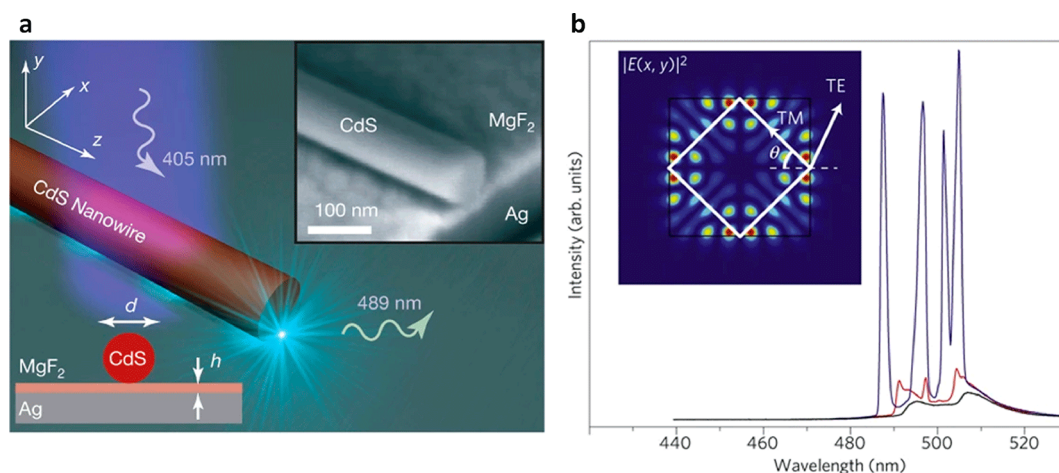 a
y
x
z
405 nm
CdS Nanowire
CdS
MgF2
Ag
100 nm
489 nm
d
CdS
h
MgF2
Ag
b
|E(x, y)|²
TE
TM
θ
Intensity (arb. units)
440 460 480 500 520
Wavelength (nm)